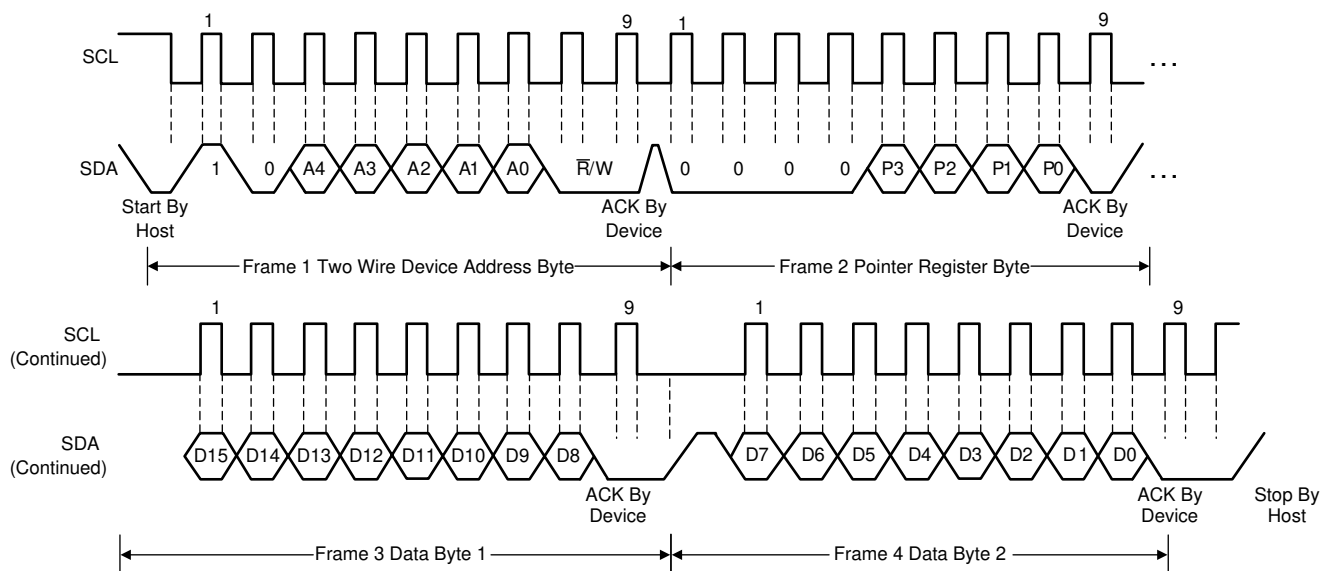 1 9 1 9
SCL ...
SDA 1 0 A4 A3 A2 A1 A0 R̅/W 0 0 0 0 P3 P2 P1 P0 ...
Start By
Host
ACK By
Device
ACK By
Device
Frame 1 Two Wire Device Address Byte
Frame 2 Pointer Register Byte
1 9 1 9
SCL
(Continued)
SDA
(Continued)
D15 D14 D13 D12 D11 D10 D9 D8 D7 D6 D5 D4 D3 D2 D1 D0
ACK By
Device
ACK By
Device
Stop By
Host
Frame 3 Data Byte 1
Frame 4 Data Byte 2